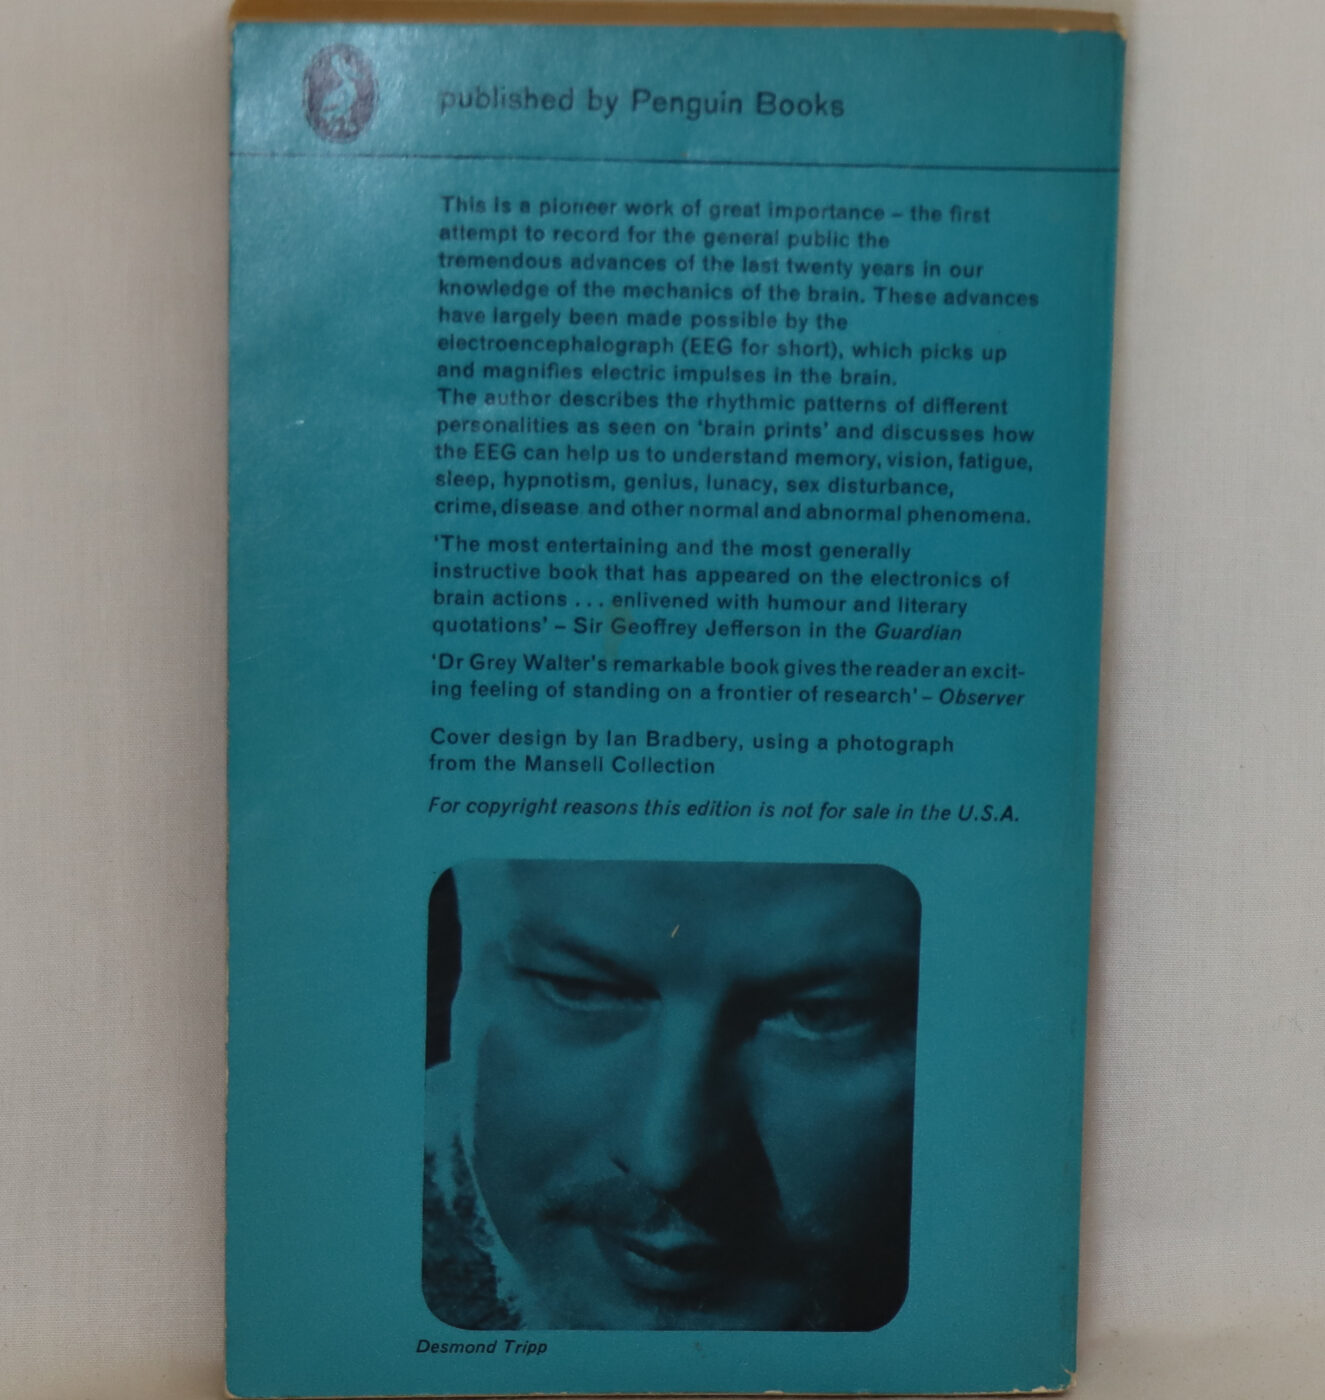 published by Penguin Books
This is a pioneer work of great importance – the first
attempt to record for the general public the
tremendous advances of the last twenty years in our
knowledge of the mechanics of the brain. These advances
have largely been made possible by the
electroencephalograph (EEG for short), which picks up
and magnifies electric impulses in the brain.
The author describes the rhythmic patterns of different
personalities as seen on ‘brain prints’ and discusses how
the EEG can help us to understand memory, vision, fatigue,
sleep, hypnotism, genius, lunacy, sex disturbance,
crime, disease and other normal and abnormal phenomena.
‘The most entertaining and the most generally
instructive book that has appeared on the electronics of
brain actions ... enlivened with humour and literary
quotations’ – Sir Geoffrey Jefferson in the Guardian
‘Dr Grey Walter's remarkable book gives the reader an excit-
ing feeling of standing on a frontier of research’ – Observer
Cover design by Ian Bradbery, using a photograph
from the Mansell Collection
For copyright reasons this edition is not for sale in the U.S.A.
Desmond Tripp